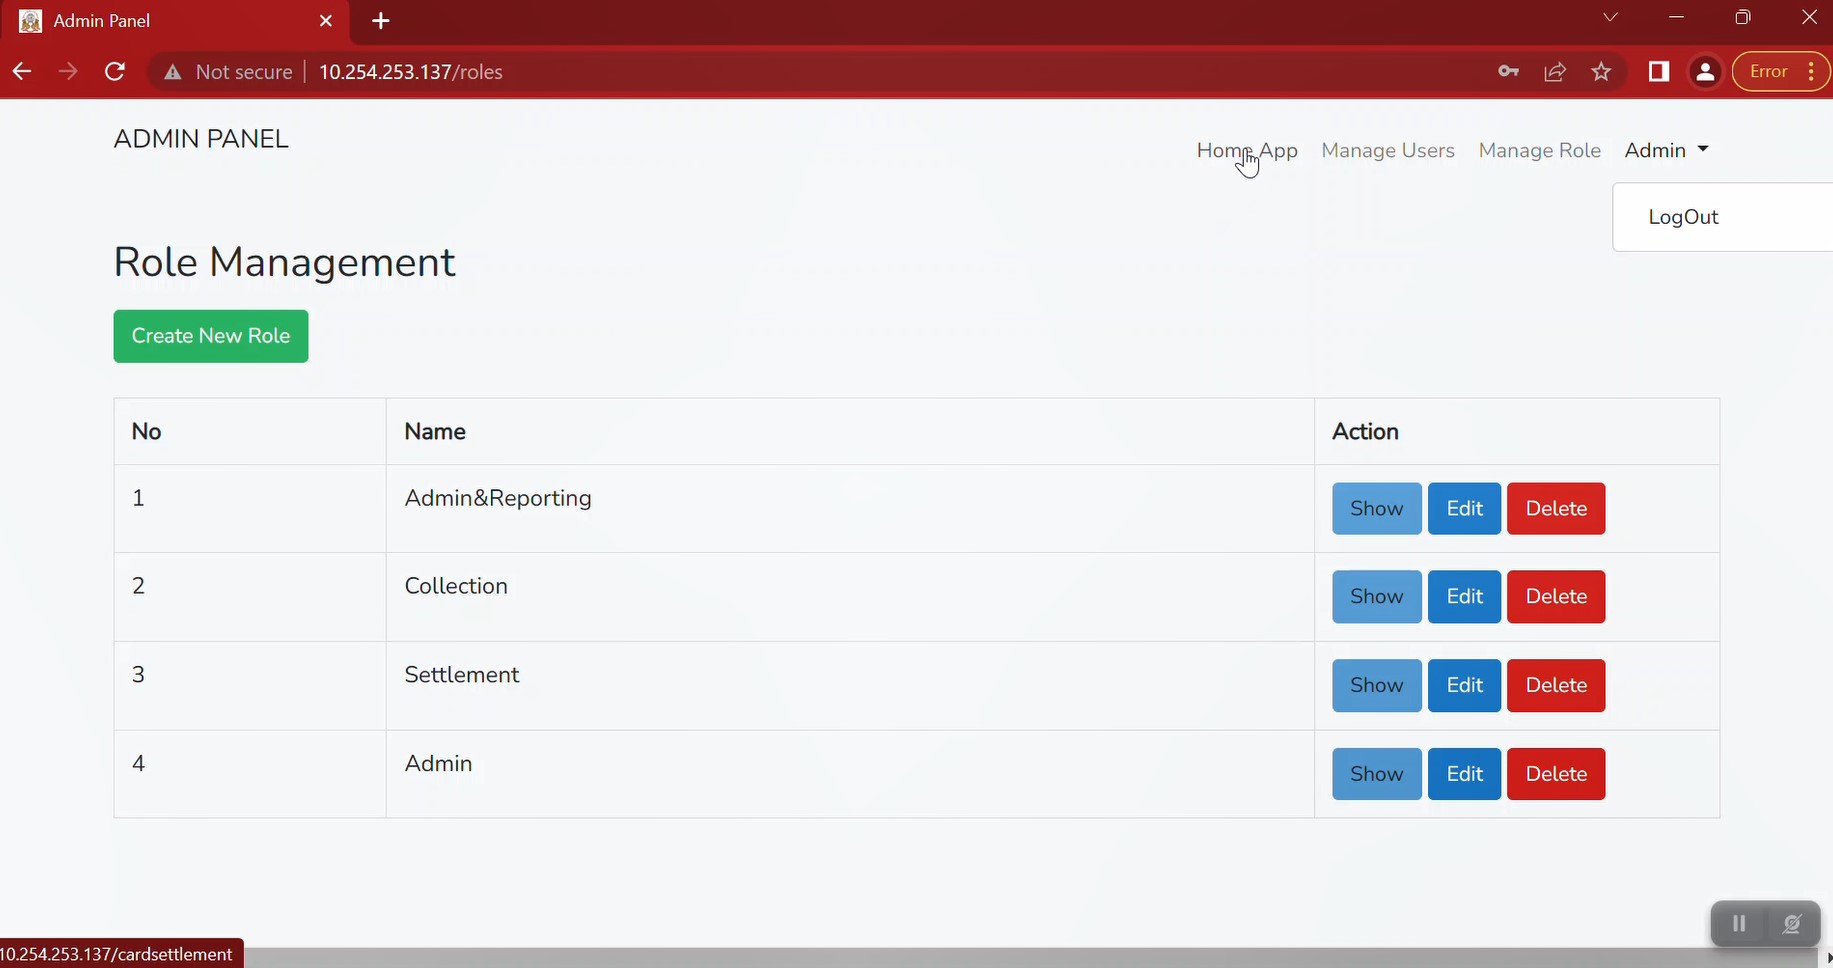 Admin Panel
Not secure 10.254.253.137/roles Error
ADMIN PANEL
Home App Manage Users Manage Role Admin
LogOut
Role Management
Create New Role
No Name Action
1 Admin&Reporting Show Edit Delete
2 Collection Show Edit Delete
3 Settlement Show Edit Delete
4 Admin Show Edit Delete
10.254.253.137/cardsettlement